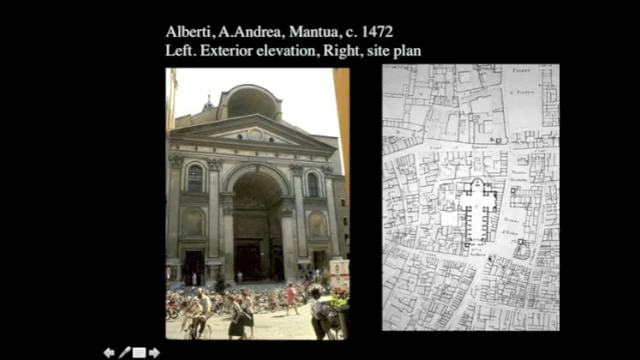 Alberti, A.Andrea, Mantua, c. 1472
Left. Exterior elevation, Right, site plan